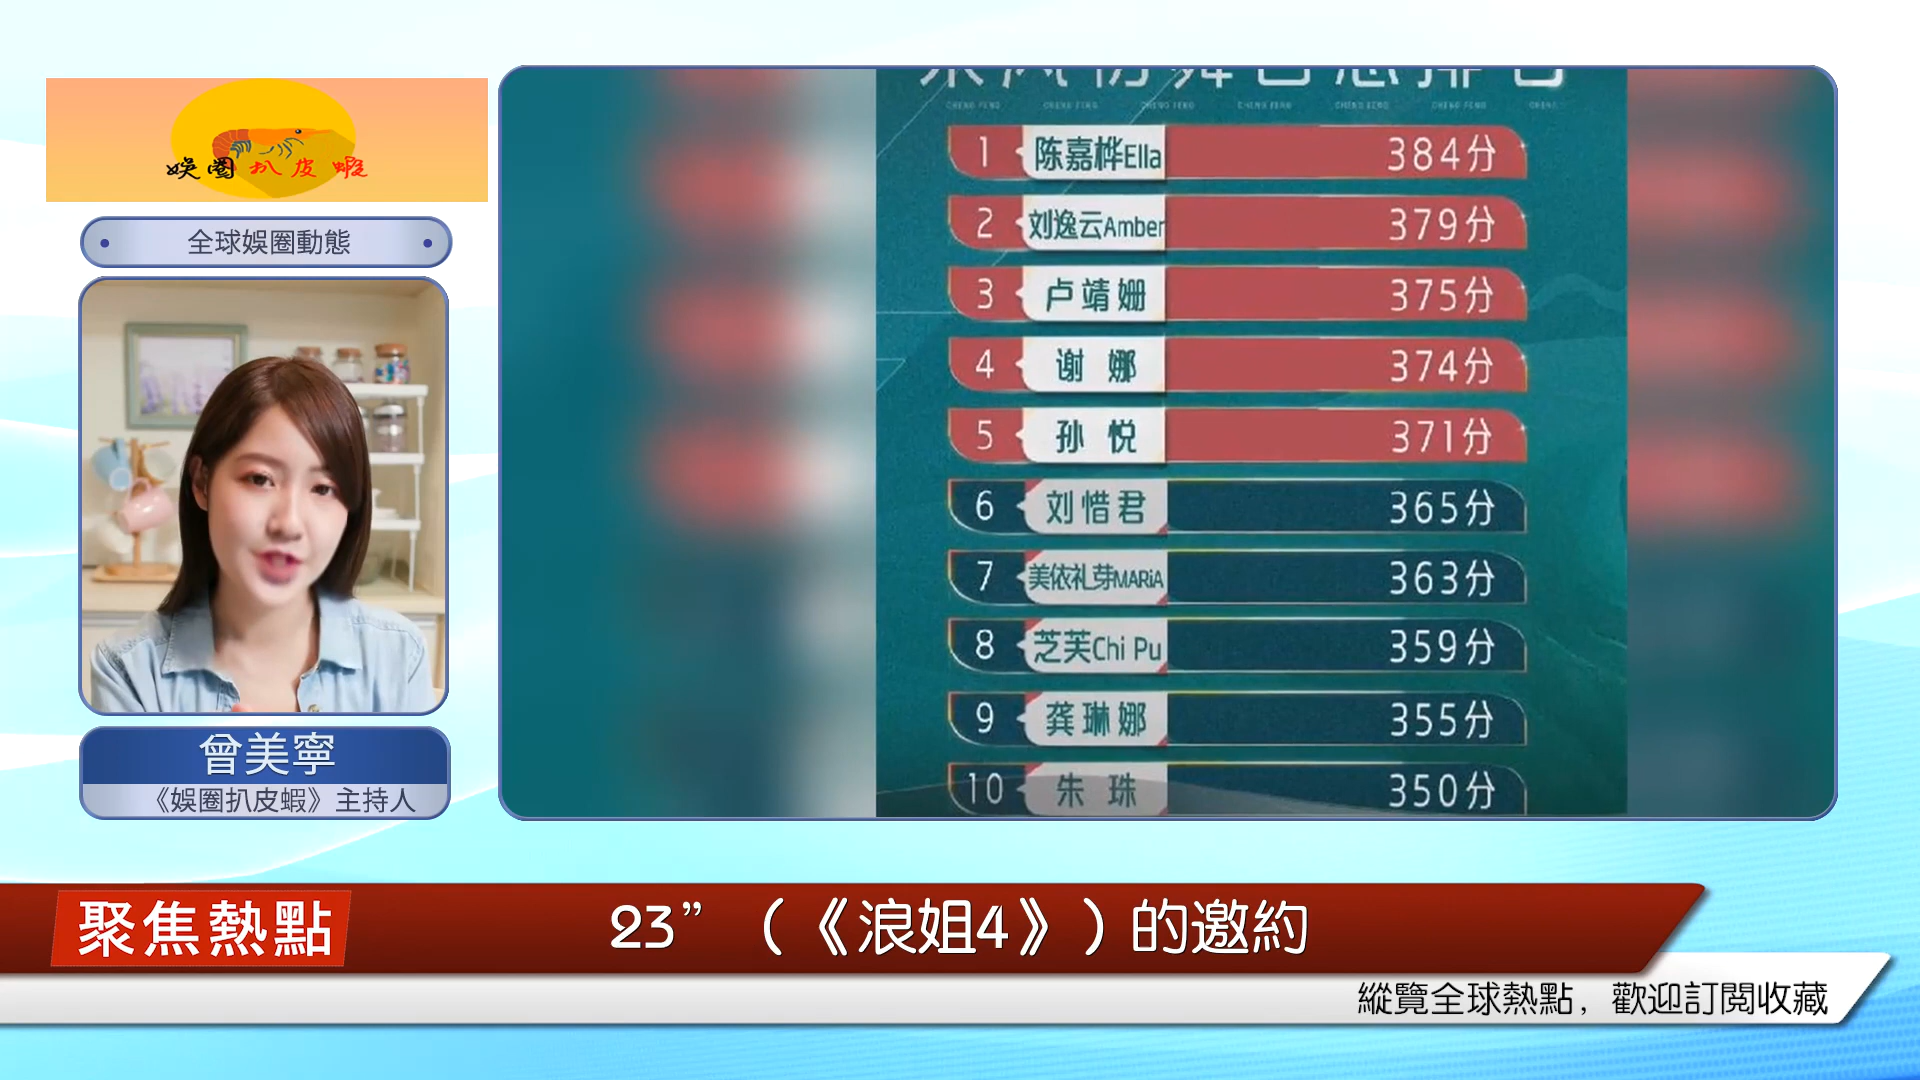 娛圈扒皮蝦
全球娛圈動態
曾美寧
《娛圈扒皮蝦》主持人
1 陈嘉桦Ella 384分
2 刘逸云Amber 379分
3 卢靖姗 375分
4 谢娜 374分
5 孙悦 371分
6 刘惜君 365分
7 美依礼芽MARiA 363分
8 芝芙Chi Pu 359分
9 龚琳娜 355分
10 朱珠 350分
聚焦熱點
23”（《浪姐4》）的邀約
縱覽全球熱點，歡迎訂閱收藏